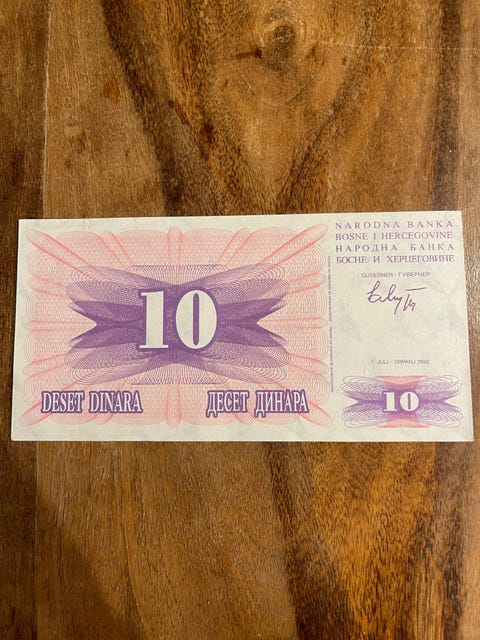 NARODNA BANKA
BOSNE I HERCEGOVINE
НАРОДНА БАНКА
БОСНЕ И ХЕРЦЕГОВИНЕ
GUVERNER - ГУВЕРНЕР
10
1. JULI - SRPANJ 1992
DESET DINARA
ДЕСЕТ ДИНАРА
10